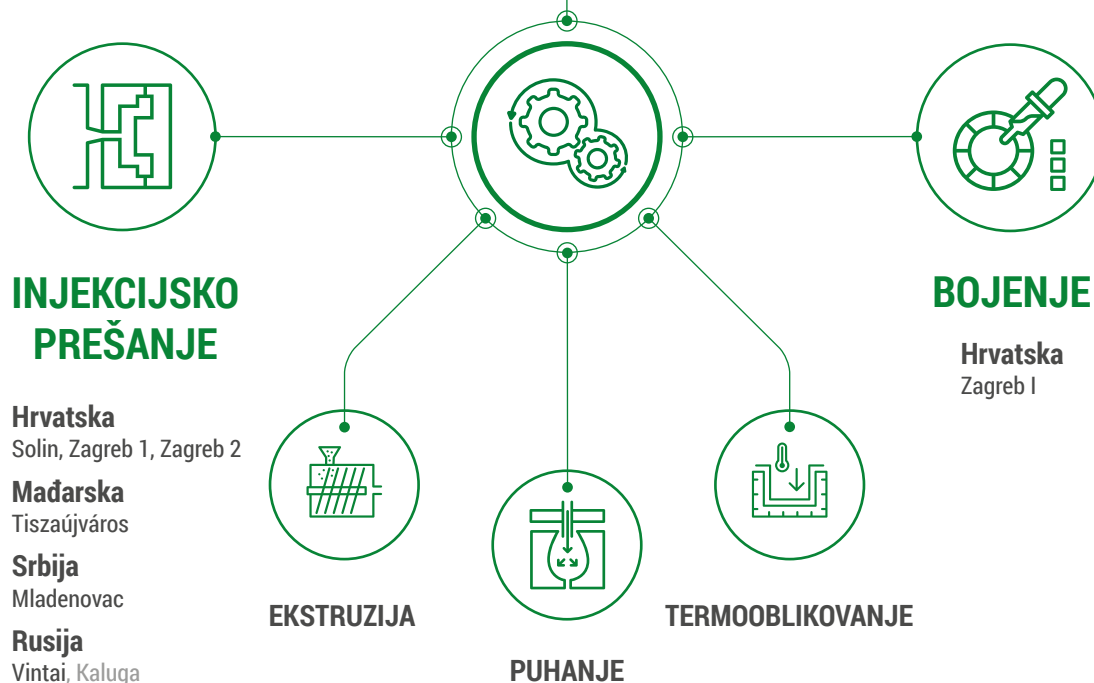 INJEKCIJSKO
PREŠANJE
Hrvatska
Solin, Zagreb 1, Zagreb 2
Mađarska
Tiszaújváros
Srbija
Mladenovac
Rusija
Vintai, Kaluga
EKSTRUZIJA
PUHANJE
TERMOOBLIKOVANJE
BOJENJE
Hrvatska
Zagreb I